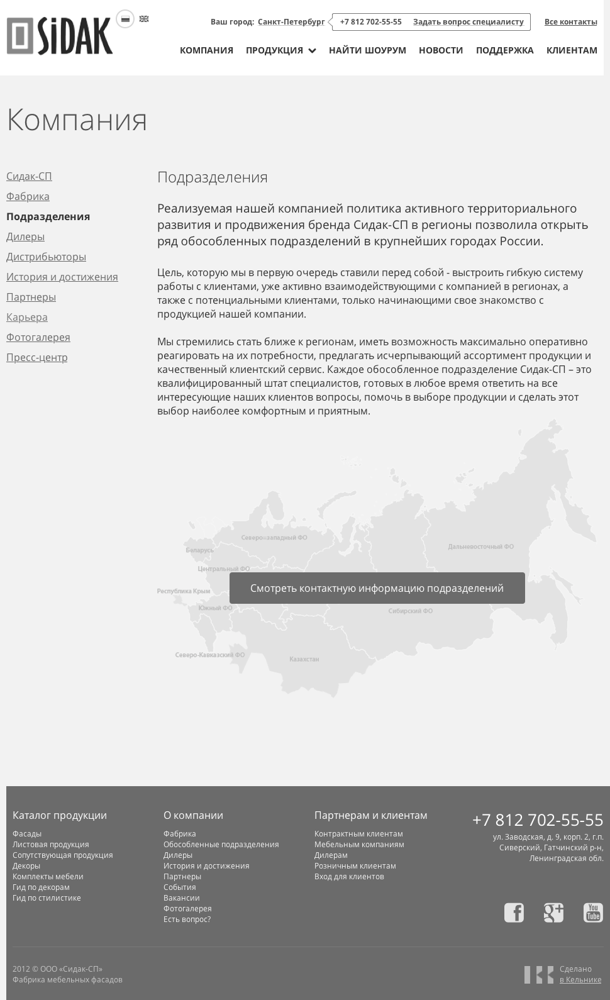 SiDAK
Ваш город: Санкт-Петербург +7 812 702-55-55 Задать вопрос специалисту Все контакты
КОМПАНИЯ ПРОДУКЦИЯ НАЙТИ ШОУРУМ НОВОСТИ ПОДДЕРЖКА КЛИЕНТАМ
Компания
Сидак-СП
Фабрика
Подразделения
Дилеры
Дистрибьюторы
История и достижения
Партнеры
Карьера
Фотогалерея
Пресс-центр
Подразделения
Реализуемая нашей компанией политика активного территориального
развития и продвижения бренда Сидак-СП в регионы позволила открыть
ряд обособленных подразделений в крупнейших городах России.
Цель, которую мы в первую очередь ставили перед собой - выстроить гибкую систему
работы с клиентами, уже активно взаимодействующими с компанией в регионах, а
также с потенциальными клиентами, только начинающими свое знакомство с
продукцией нашей компании.
Мы стремились стать ближе к регионам, иметь возможность максимально оперативно
реагировать на их потребности, предлагать исчерпывающий ассортимент продукции и
качественный клиентский сервис. Каждое обособленное подразделение Сидак-СП – это
квалифицированный штат специалистов, готовых в любое время ответить на все
интересующие наших клиентов вопросы, помочь в выборе продукции и сделать этот
выбор наиболее комфортным и приятным.
Северо-западный ФО
Дальневосточный ФО
Беларусь
Центральный ФО
Смотреть контактную информацию подразделений
Республика Крым
Южный ФО
Сибирский ФО
Северо-Кавказский ФО
Казахстан
Каталог продукции
Фасады
Листовая продукция
Сопутствующая продукция
Декоры
Комплекты мебели
Гид по декорам
Гид по стилистике
О компании
Фабрика
Обособленные подразделения
Дилеры
История и достижения
Партнеры
События
Вакансии
Фотогалерея
Есть вопрос?
Партнерам и клиентам
Контрактным клиентам
Мебельным компаниям
Дилерам
Розничным клиентам
Вход для клиентов
+7 812 702-55-55
ул. Заводская, д. 9, корп. 2, г.п.
Сиверский, Гатчинский р-н,
Ленинградская обл.
You
Tube
2012 © ООО «Сидак-СП»
Фабрика мебельных фасадов
Сделано
в Кельнике